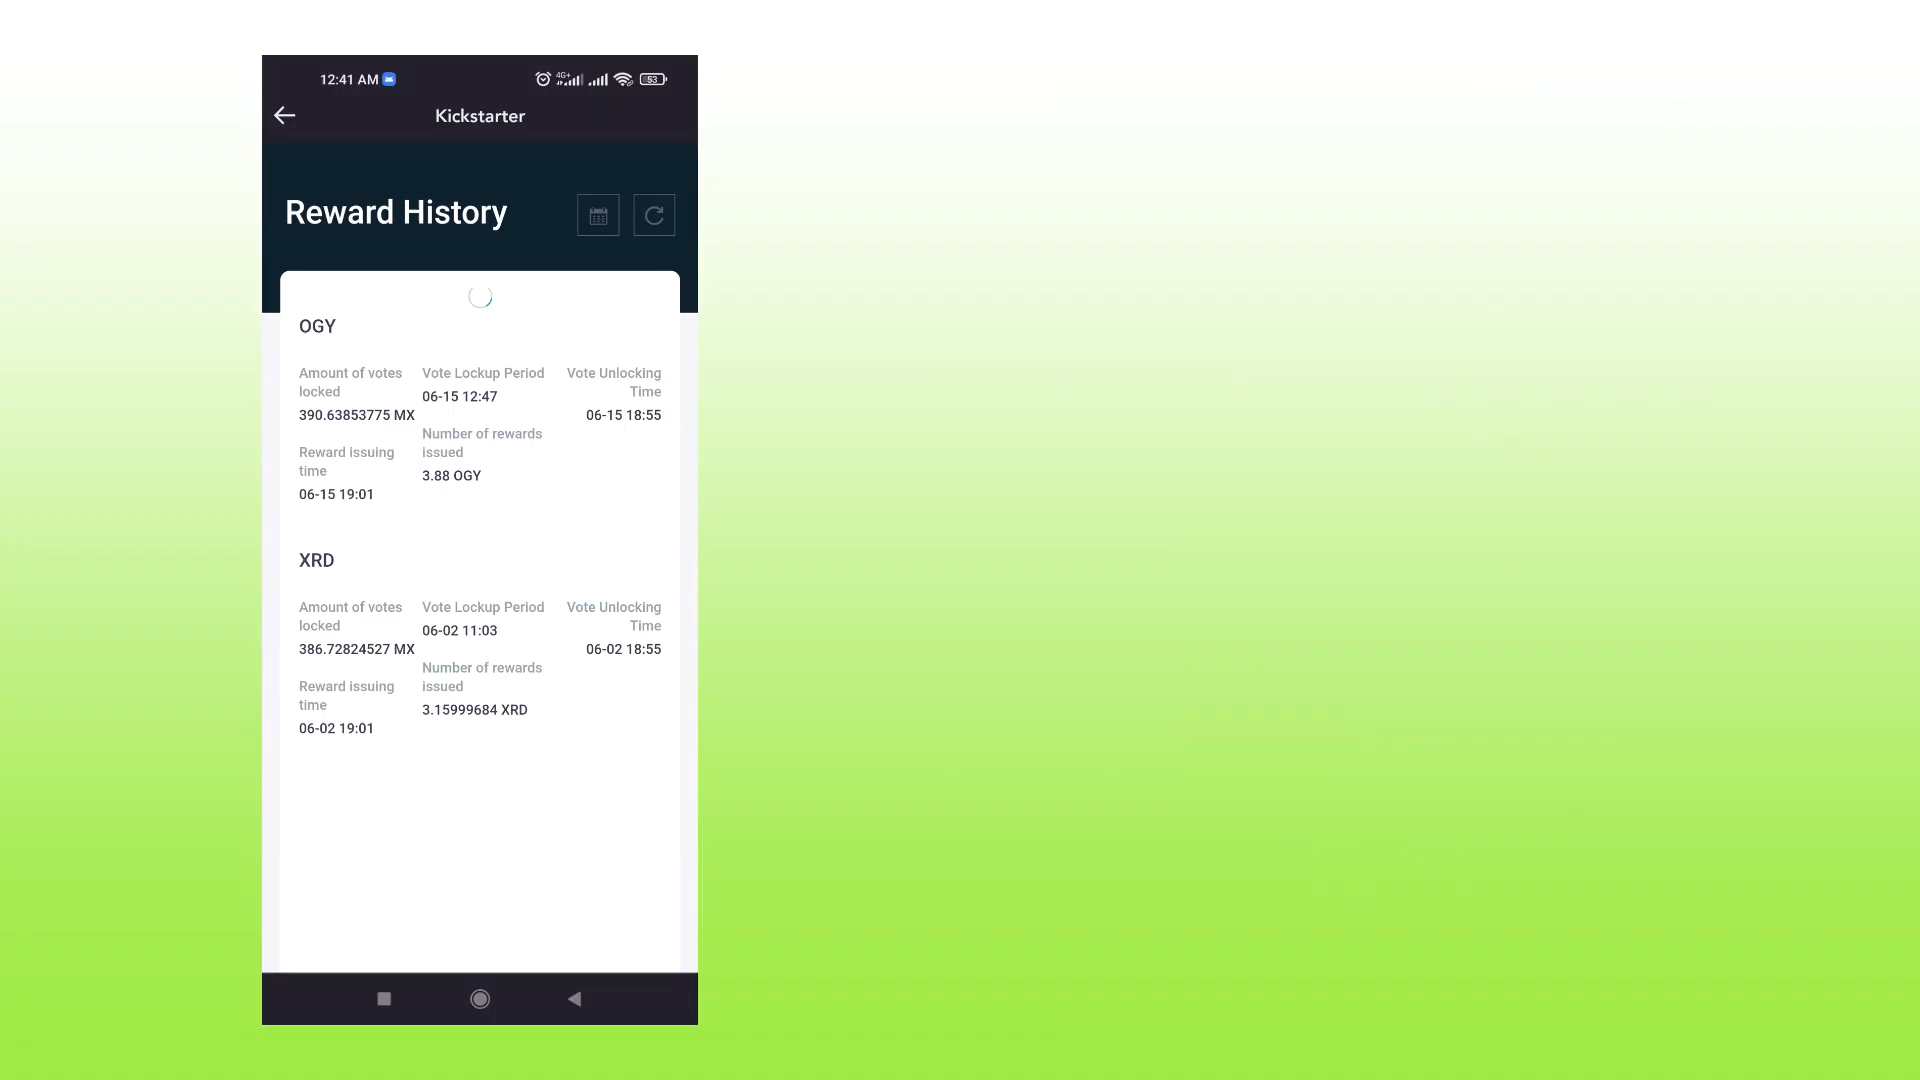 12:41 AM
4G+
53
Kickstarter
Reward History
OGY
Amount of votes
locked
390.63853775 MX
Vote Lockup Period
06-15 12:47
Vote Unlocking
Time
06-15 18:55
Reward issuing
time
06-15 19:01
Number of rewards
issued
3.88 OGY
XRD
Amount of votes
locked
386.72824527 MX
Vote Lockup Period
06-02 11:03
Vote Unlocking
Time
06-02 18:55
Reward issuing
time
06-02 19:01
Number of rewards
issued
3.15999684 XRD